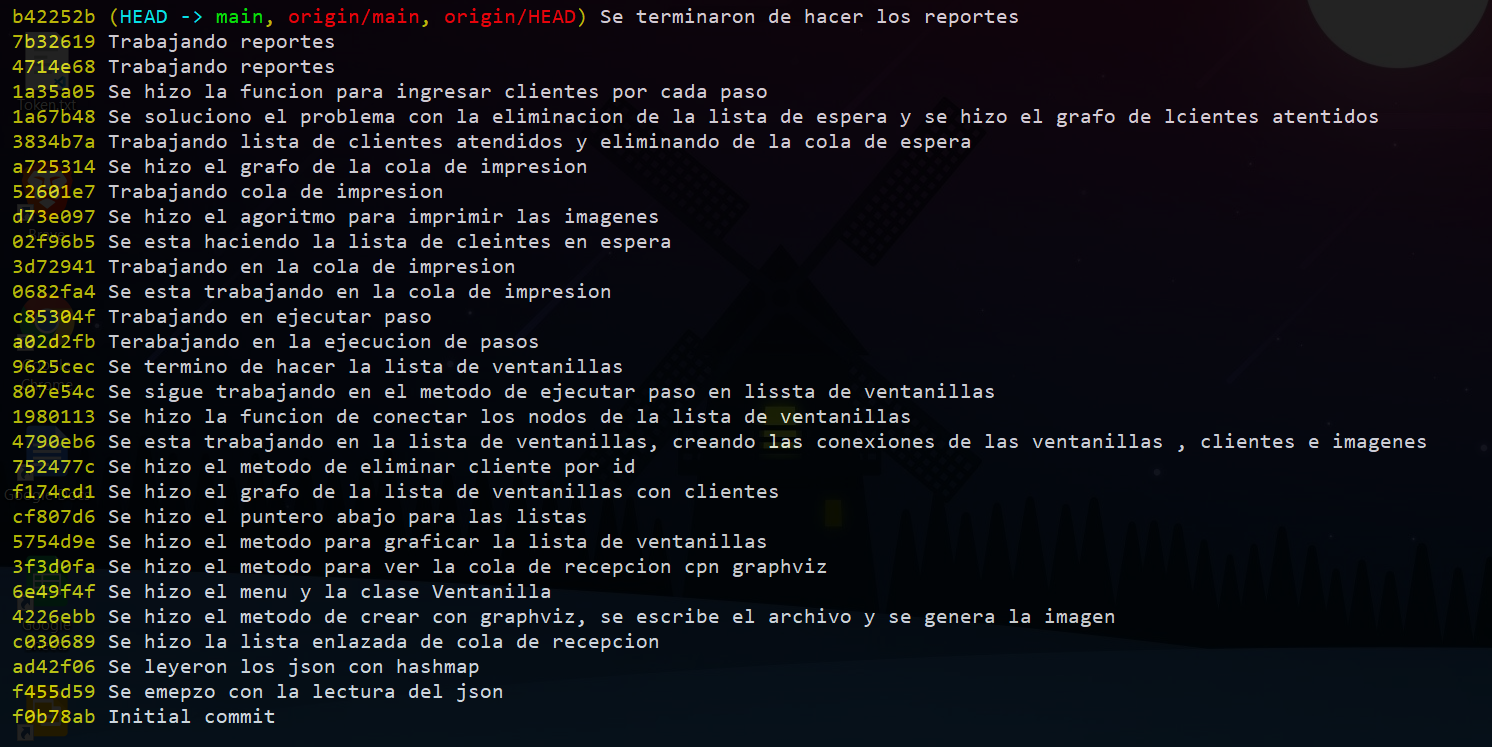 b42252b (HEAD -> main, origin/main, origin/HEAD) Se terminaron de hacer los reportes
7b32619 Trabajando reportes
4714e68 Trabajando reportes
1a35a05 Se hizo la funcion para ingresar clientes por cada paso
1a67b48 Se soluciono el problema con la eliminacion de la lista de espera y se hizo el grafo de lcientes atentidos
3834b7a Trabajando lista de clientes atendidos y eliminando de la cola de espera
a725314 Se hizo el grafo de la cola de impresion
52601e7 Trabajando cola de impresion
d73e097 Se hizo el agoritmo para imprimir las imagenes
02f96b5 Se esta haciendo la lista de cleintes en espera
3d72941 Trabajando en la cola de impresion
0682fa4 Se esta trabajando en la cola de impresion
c85304f Trabajando en ejecutar paso
a02d2fb Terabajando en la ejecucion de pasos
9625cec Se termino de hacer la lista de ventanillas
807e54c Se sigue trabajando en el metodo de ejecutar paso en lissta de ventanillas
1980113 Se hizo la funcion de conectar los nodos de la lista de ventanillas
4790eb6 Se esta trabajando en la lista de ventanillas, creando las conexiones de las ventanillas , clientes e imagenes
752477c Se hizo el metodo de eliminar cliente por id
f174cd1 Se hizo el grafo de la lista de ventanillas con clientes
cf807d6 Se hizo el puntero abajo para las listas
5754d9e Se hizo el metodo para graficar la lista de ventanillas
3f3d0fa Se hizo el metodo para ver la cola de recepcion cpn graphviz
6e49f4f Se hizo el menu y la clase Ventanilla
4226ebb Se hizo el metodo de crear con graphviz, se escribe el archivo y se genera la imagen
c030689 Se hizo la lista enlazada de cola de recepcion
ad42f06 Se leyeron los json con hashmap
f455d59 Se emepzo con la lectura del json
f0b78ab Initial commit